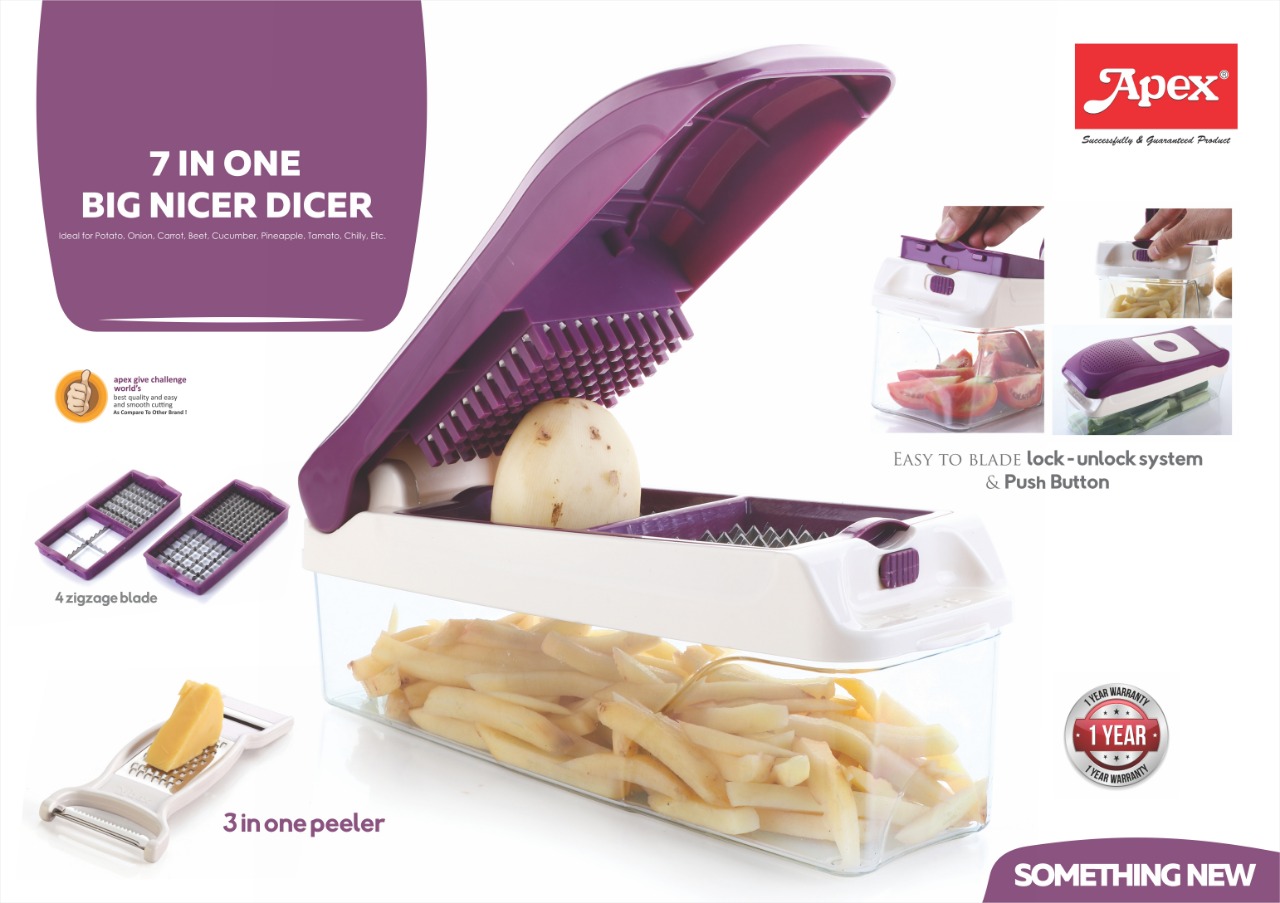 7 IN ONE
BIG NICER DICER
Ideal for Potato, Onion, Carrot, Beet, Cucumber, Pineapple, Tamato, Chilly, Etc.
Apex®
Successfully & Guaranteed Product
apex give challenge
world's
best quality and easy
and smooth cutting
As Compare To Other Brand !
EASY TO BLADE lock-unlock system
& Push Button
4 zigzage blade
3 in one peeler
1 YEAR WARRANTY
1 YEAR
1 YEAR WARRANTY
SOMETHING NEW